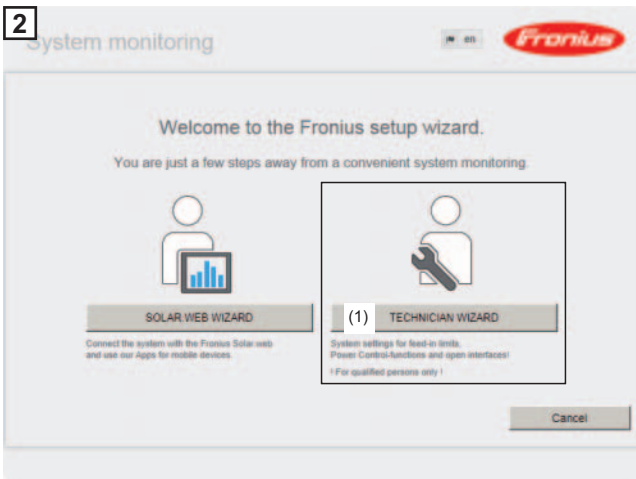 2
System monitoring
en
Fronius
Welcome to the Fronius setup wizard.
You are just a few steps away from a convenient system monitoring.
SOLAR WEB WIZARD
(1) TECHNICIAN WIZARD
Connect the system with the Fronius Solar.web
and use our Apps for mobile devices.
System settings for feed-in limits,
Power Control-functions and open interfaces!
! For qualified persons only !
Cancel